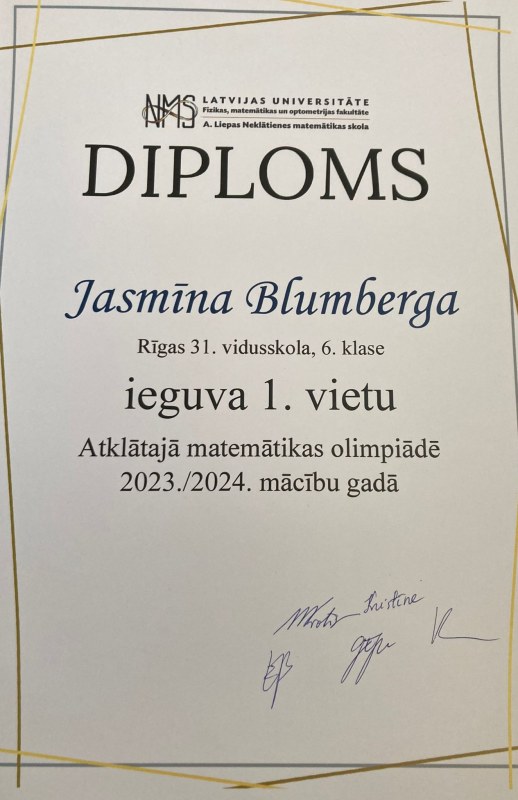 NMS
LATVIJAS UNIVERSITĀTE
Fizikas, matemātikas un optometrijas fakultāte
A. Liepas Neklātienes matemātikas skola
DIPLOMS
Jasmīna Blumberga
Rīgas 31. vidusskola, 6. klase
ieguva 1. vietu
Atklātajā matemātikas olimpiādē
2023./2024. mācību gadā